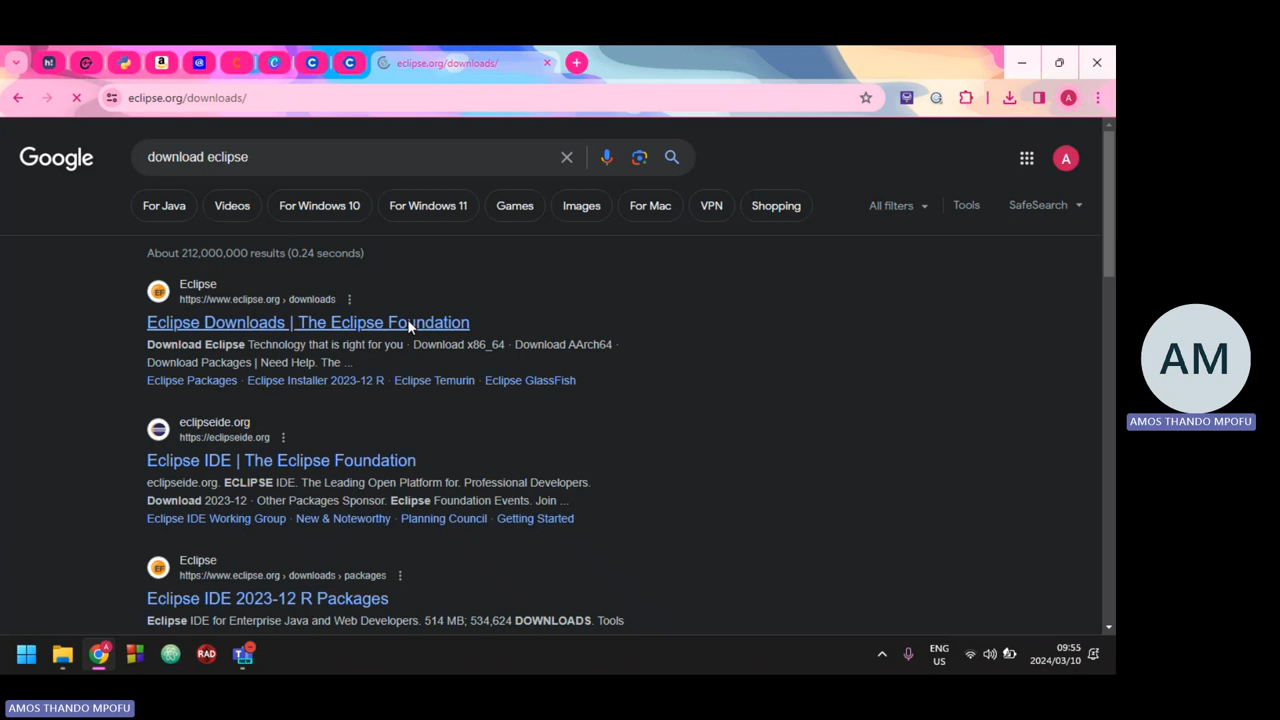 eclipse.org/downloads/
eclipse.org/downloads/
A
Google
download eclipse
A
For Java
Videos
For Windows 10
For Windows 11
Games
Images
For Mac
VPN
Shopping
All filters
Tools
SafeSearch
About 212,000,000 results (0.24 seconds)
Eclipse
https://www.eclipse.org › downloads
Eclipse Downloads | The Eclipse Foundation
Download Eclipse Technology that is right for you · Download x86_64 · Download AArch64 ·
Download Packages | Need Help. The ...
Eclipse Packages · Eclipse Installer 2023-12 R · Eclipse Temurin · Eclipse GlassFish
eclipseide.org
https://eclipseide.org
Eclipse IDE | The Eclipse Foundation
eclipseide.org. ECLIPSE IDE. The Leading Open Platform for. Professional Developers.
Download 2023-12 · Other Packages Sponsor. Eclipse Foundation Events. Join ...
Eclipse IDE Working Group · New & Noteworthy · Planning Council · Getting Started
Eclipse
https://www.eclipse.org › downloads › packages
Eclipse IDE 2023-12 R Packages
Eclipse IDE for Enterprise Java and Web Developers. 514 MB; 534,624 DOWNLOADS. Tools
RAD
ENG
US
09:55
2024/03/10
AM
AMOS THANDO MPOFU
AMOS THANDO MPOFU